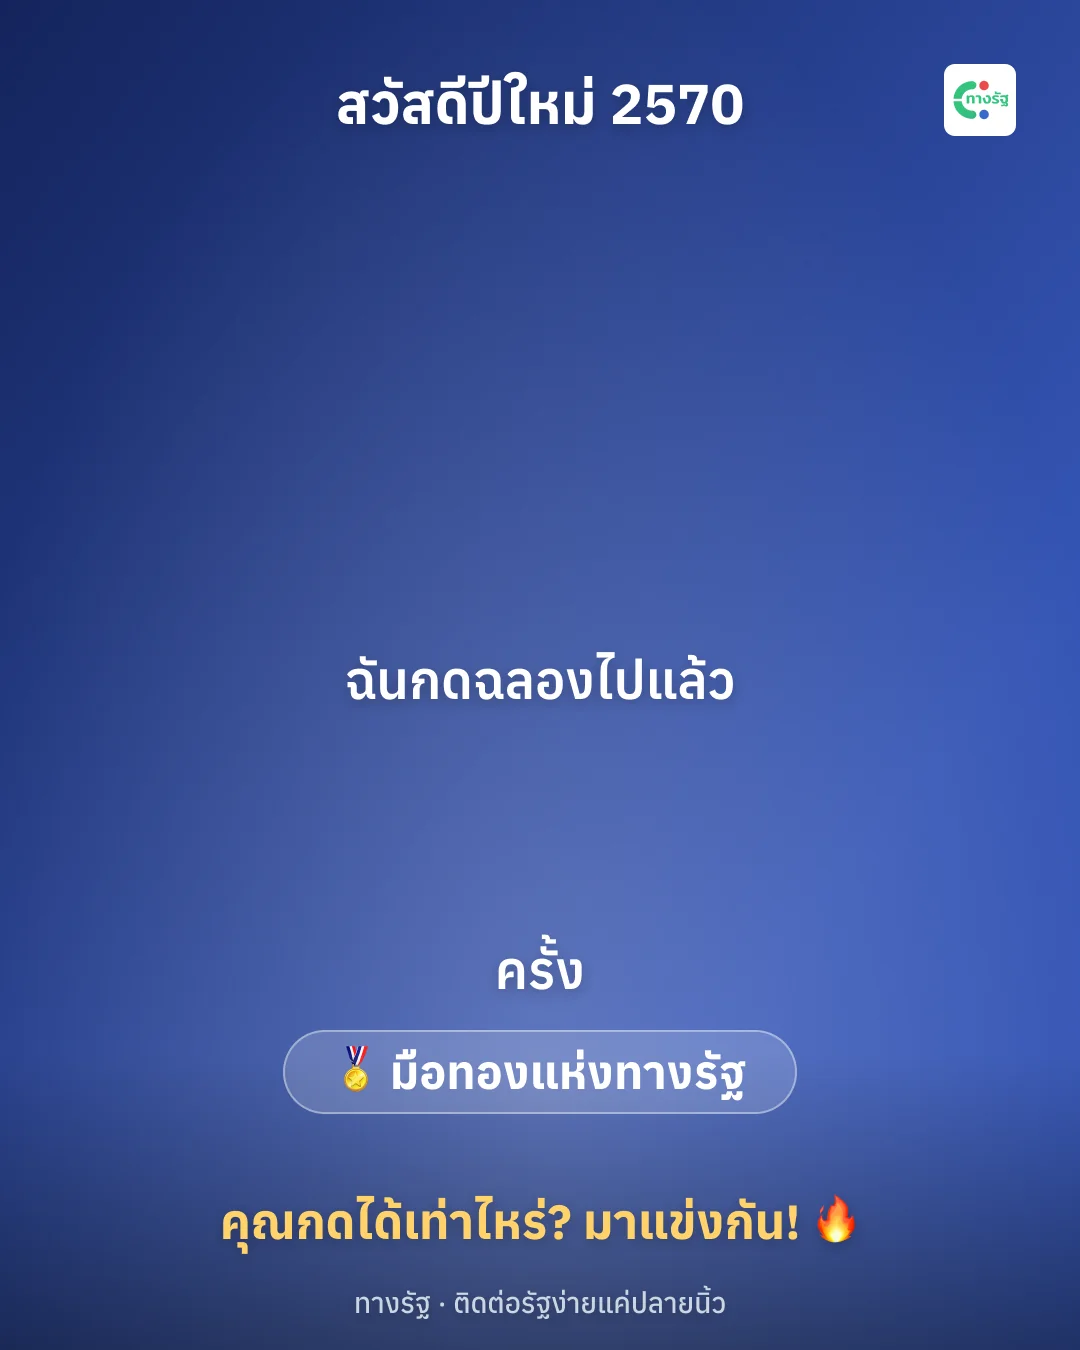 สวัสดีปีใหม่ 2570
ทางรัฐ
ฉันกดฉลองไปแล้ว
ครั้ง
🏅 มือทองแห่งทางรัฐ
คุณกดได้เท่าไหร่? มาแข่งกัน! 🔥
ทางรัฐ · ติดต่อรัฐง่ายแค่ปลายนิ้ว